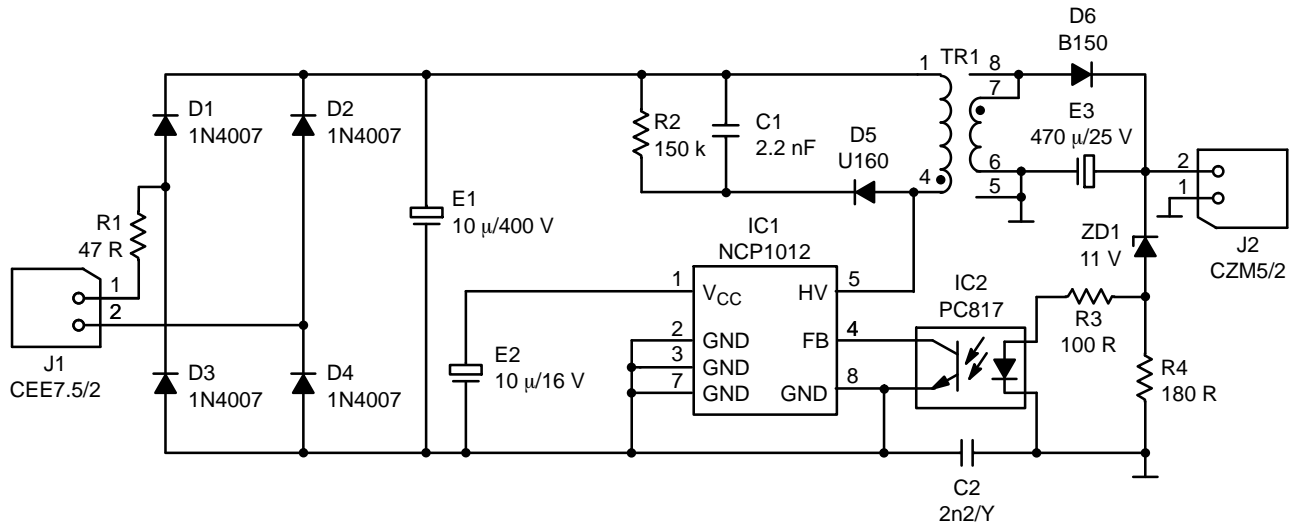 D6
B150
TR1
1
8
7
D1
1N4007
D2
1N4007
R2
150 k
C1
2.2 nF
D5
U160
E3
470 μ/25 V
4
6
5
2
1
J2
CZM5/2
R1
47 R
E1
10 μ/400 V
IC1
NCP1012
ZD1
11 V
1
2
J1
CEE7.5/2
1
VCC
HV
5
IC2
PC817
R3
100 R
2
GND
FB
4
3
GND
7
GND
GND
8
E2
10 μ/16 V
D3
1N4007
D4
1N4007
R4
180 R
C2
2n2/Y